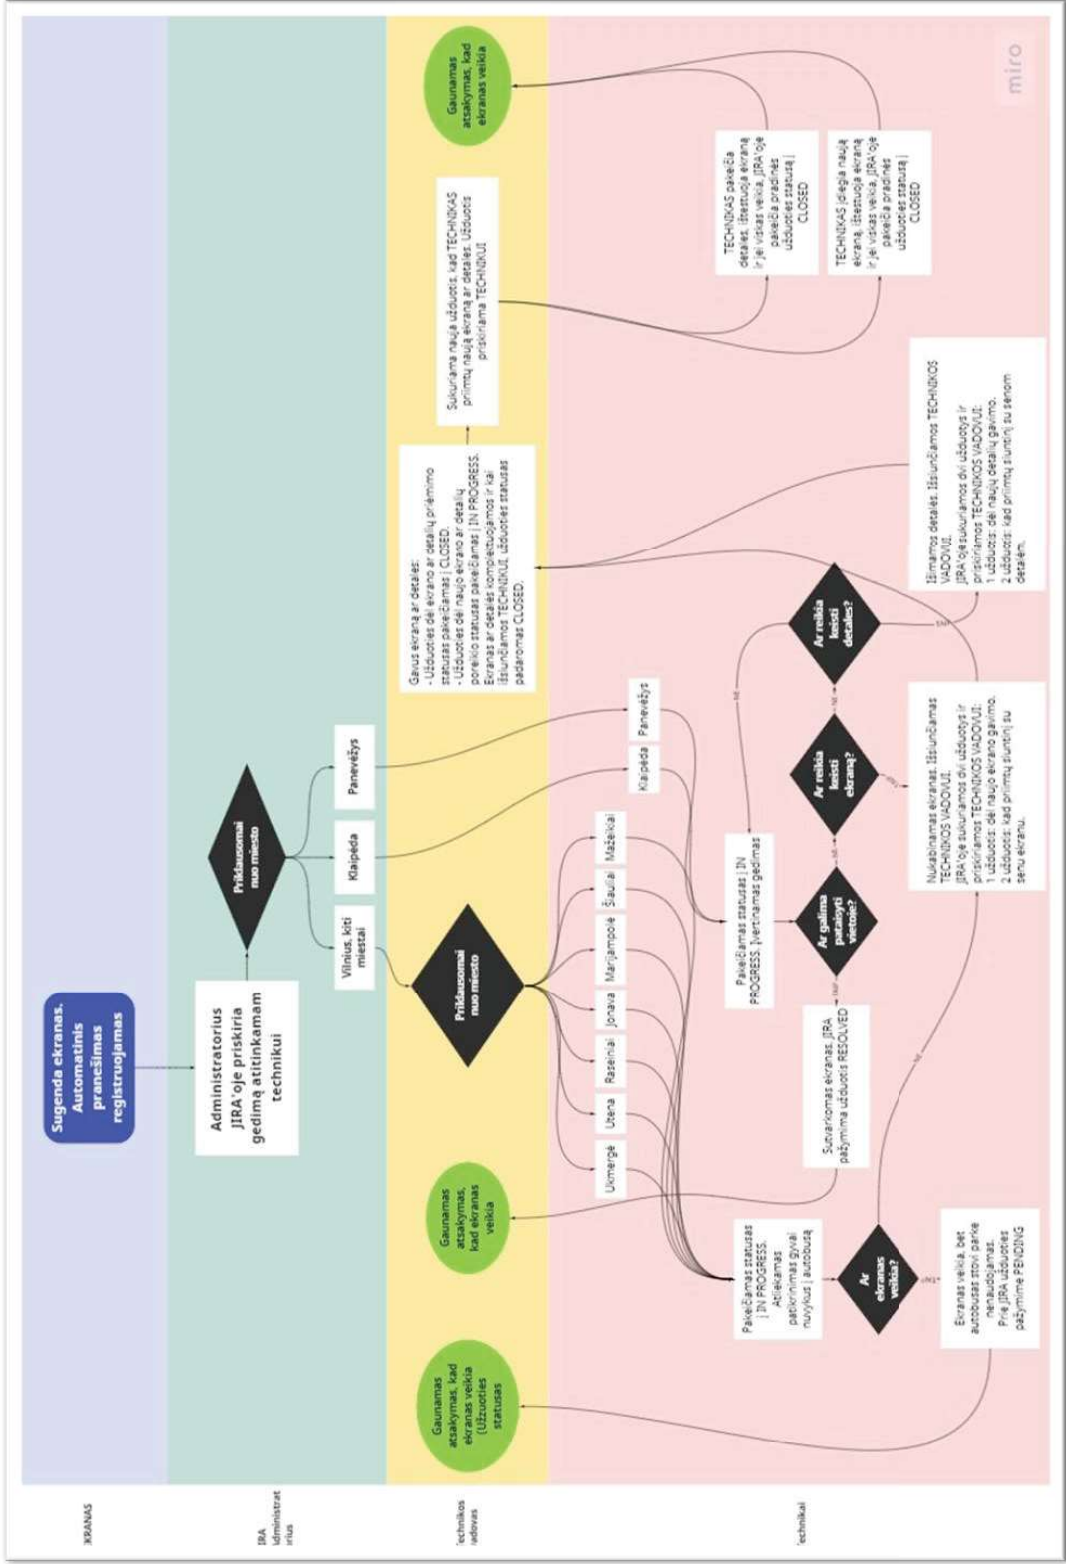 EKRANAS
Sugenda ekranas.
Automatinis
pranešimas
registruojamas
JIRA
administrat
rius
Administratorius
JIRA'oje priskiria
gedimą atitinkamam
technikui
Priklausomai
nuo miesto
Vilnius, kiti
miestai
Klaipėda
Panevėžys
echnikos
adovas
Gaunamas
atsakymas, kad
ekranas veikia
(Užzuoties
statusas
Gaunamas
atsakymas,
kad ekranas
veikia
Priklausomai
nuo miesto
Gavus ekraną ar detales:
- Užduoties dėl ekrano ar detalių priėmimo
statusas pakeičiamas į CLOSED.
- Užduoties dėl naujo ekrano ar detalių
poreikio statusas pakeičiamas į IN PROGRESS.
Ekranas ar detalės komplektuojamos ir kai
išsiunčiamos TECHNIKUI, užduoties statusas
padaromas CLOSED.
Sukuriama nauja užduotis, kad TECHNIKAS
priimtų naują ekraną ar detales. Užduotis
priskiriama TECHNIKUI
Gaunamas
atsakymas, kad
ekranas veikia
echnikai
Ukmergė
Utena
Raseiniai
Jonava
Marijampolė
Šiauliai
Mažeikiai
Klaipėda
Panevėžys
Pakeičiamas statusas
į IN PROGRESS.
Atliekamas
patikrinimas gyvai
nuvykus į autobusą
Ar
ekranas
veikia?
Ekranas veikia, bet
autobusas stovi parke
nenaudojamas.
Prie JIRA užduoties
pažymime PENDING
NE
Sutvarkomas ekranas. JIRA
pažymima užduotis RESOLVED
Pakeičiamas statusas į IN
PROGRESS. Įvertinamas gedimas
Ar galima
pataisyti
vietoje?
NE
Ar reikia
keisti
ekraną?
NE
Ar reikia
keisti
detales?
NE
Nukabinamas ekranas. Išsiunčiamas
TECHNIKOS VADOVUI.
JIRA'oje sukuriamos dvi užduotys ir
priskiriamos TECHNIKOS VADOVUI:
1 užduotis: dėl naujo ekrano gavimo.
2 užduotis: kad priimtų siuntinį su
senu ekranu.
Išimamos detalės. Išsiunčiamos TECHNIKOS
VADOVUI.
JIRA'oje sukuriamos dvi užduotys ir
priskiriamos TECHNIKOS VADOVUI:
1 užduotis: dėl naujų detalių gavimo.
2 užduotis: kad priimtų siuntinį su senom
detalėm.
TECHNIKAS pakeičia
detales, ištestuoja ekraną
ir jei viskas veikia, JIRA'oje
pakeičia pradinės
užduoties statusą į
CLOSED
TECHNIKAS įdiegia naują
ekraną, ištestuoja ekraną
ir jei viskas veikia, JIRA'oje
pakeičia pradinės
užduoties statusą į
CLOSED
miro